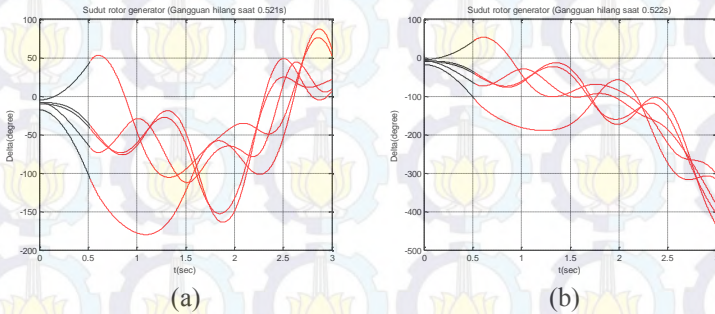 Sudut rotor generator (Gangguan hilang saat 0.521s)
100
50
0
-50
-100
-150
-200
Delta(degree)
0 0.5 1 1.5 2 2.5 3
t(sec)
(a)
Sudut rotor generator (Gangguan hilang saat 0.522s)
100
0
-100
-200
-300
-400
-500
Delta(degree)
0 0.5 1 1.5 2 2.5
t(sec)
(b)